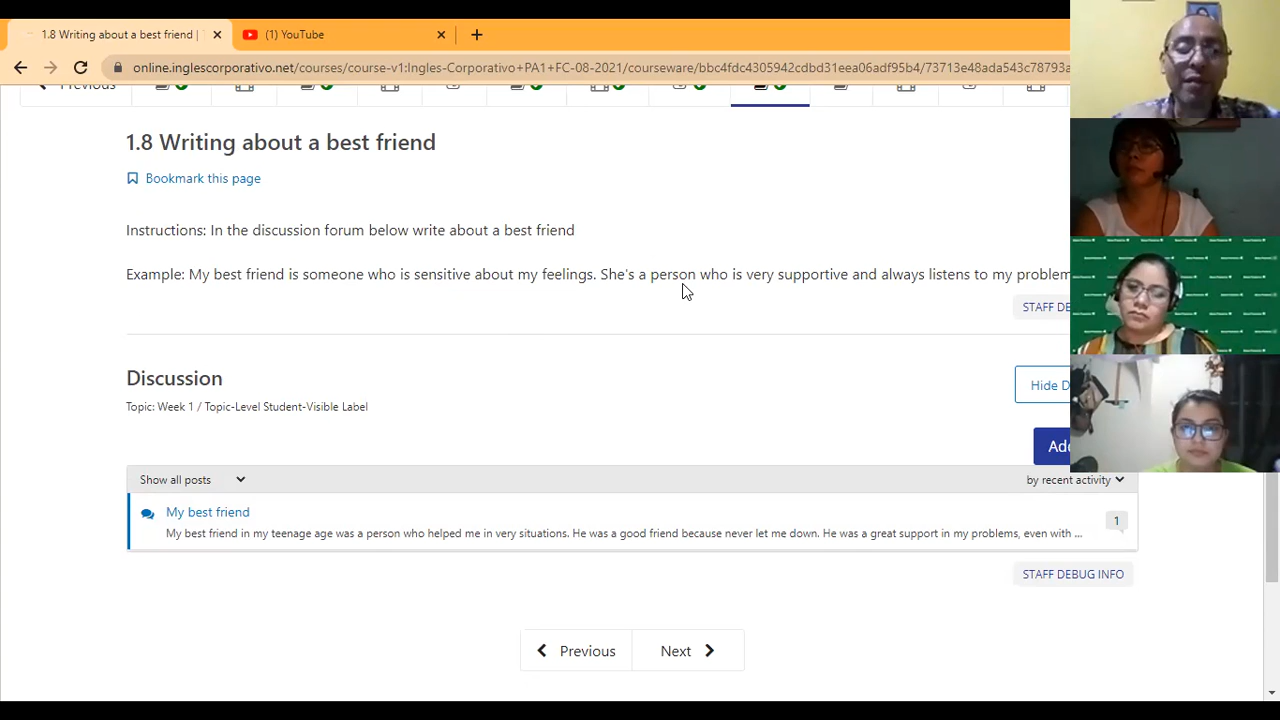 1.8 Writing about a best friend |
(1) YouTube
online.inglescorporativo.net/courses/course-v1:Ingles-Corporativo+PA1+FC-08-2021/courseware/bbc4fdc4305942cdbd31eea06adf95b4/73713e48ada543c78793a
Previous
1.8 Writing about a best friend
Bookmark this page
Instructions: In the discussion forum below write about a best friend
Example: My best friend is someone who is sensitive about my feelings. She's a person who is very supportive and always listens to my problem
STAFF DE
Discussion
Hide D
Topic: Week 1 / Topic-Level Student-Visible Label
Add
Show all posts
by recent activity
My best friend
1
My best friend in my teenage age was a person who helped me in very situations. He was a good friend because never let me down. He was a great support in my problems, even with ...
STAFF DEBUG INFO
Previous
Next